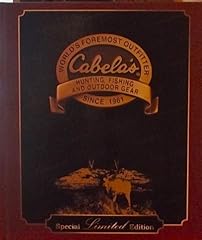 WORLD'S FOREMOST OUTFITTER
Cabela's
HUNTING, FISHING
AND OUTDOOR GEAR
SINCE 1961
Special Limited Edition